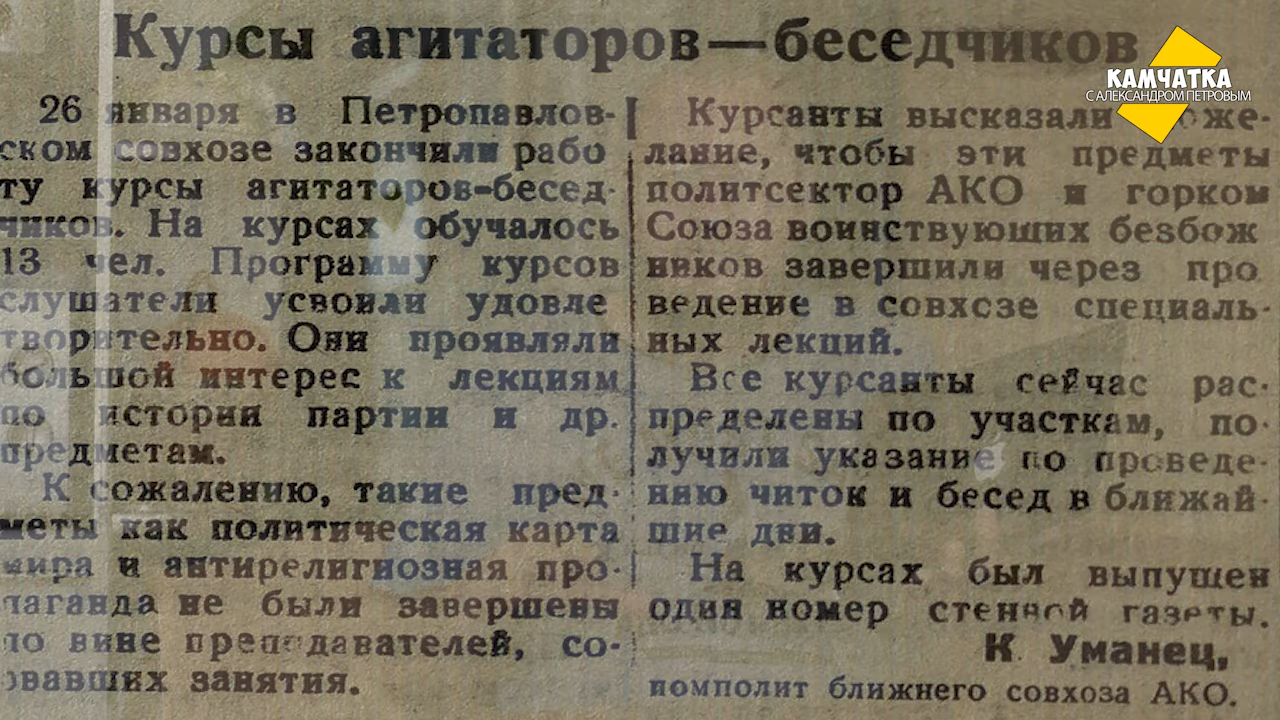 Курсы агитаторов—беседчиков
26 января в Петропавлов-
ском совхозе закончили рабо
ту курсы агитаторов-бесед-
чиков. На курсах обучалось
13 чел. Программу курсов
слушатели усвоили удовле
творительно. Они проявляли
большой интерес к лекциям
по истории партии и др.
предметам.
К сожалению, такие пред-
меты как политическая карта
мира и антирелигиозная про-
паганда не были завершены
по вине преподавателей, со-
рвавших занятия.
Курсанты высказали поже-
лание, чтобы эти предметы
политсектор АКО и горком
Союза воинствующих безбож
ников завершили через про
ведение в совхозе специаль-
ных лекций.
Все курсанты сейчас рас-
пределены по участкам, по-
лучили указание по проведе-
нию читок и бесед в ближай-
шие дни.
На курсах был выпущен
один номер стенной газеты.
К. Уманец,
помполит ближнего совхоза АКО.
КАМЧАТКА
С АЛЕКСАНДРОМ ПЕТРОВЫМ